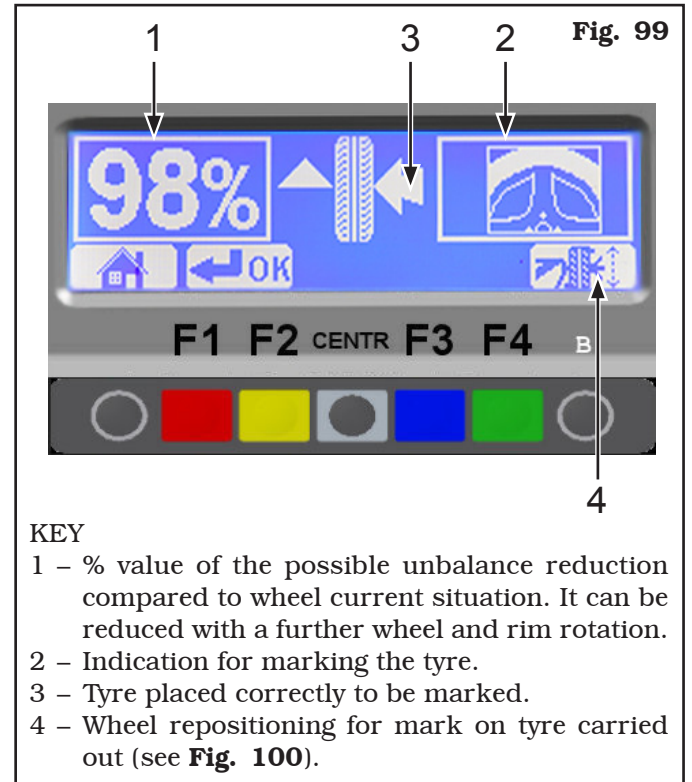 1 3 2 Fig. 99
98%
OK
F1 F2 CENTR F3 F4 B
4
KEY
1 – % value of the possible unbalance reduction
compared to wheel current situation. It can be
reduced with a further wheel and rim rotation.
2 – Indication for marking the tyre.
3 – Tyre placed correctly to be marked.
4 – Wheel repositioning for mark on tyre carried
out (see Fig. 100).